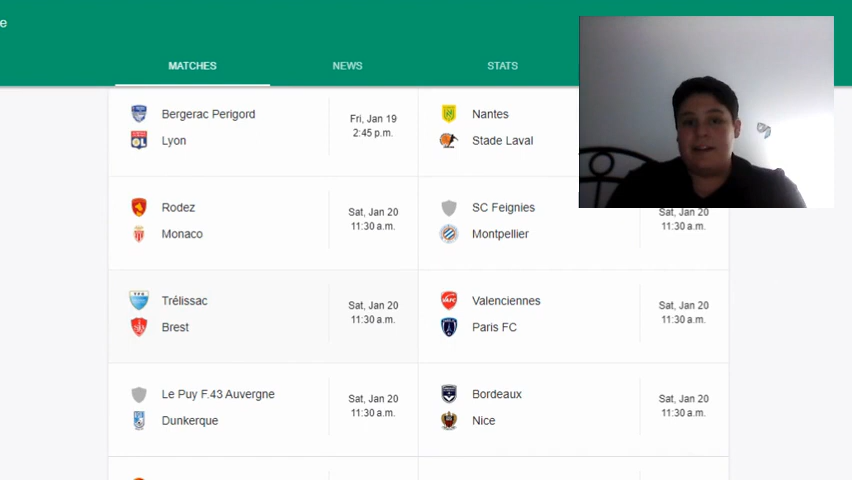 e
MATCHES NEWS STATS
Bergerac Perigord
Lyon
Fri, Jan 19
2:45 p.m.
Nantes
Stade Laval
Rodez
Monaco
Sat, Jan 20
11:30 a.m.
SC Feignies
Montpellier
Sat, Jan 20
11:30 a.m.
Trélissac
Brest
Sat, Jan 20
11:30 a.m.
Valenciennes
Paris FC
Sat, Jan 20
11:30 a.m.
Le Puy F.43 Auvergne
Dunkerque
Sat, Jan 20
11:30 a.m.
Bordeaux
Nice
Sat, Jan 20
11:30 a.m.